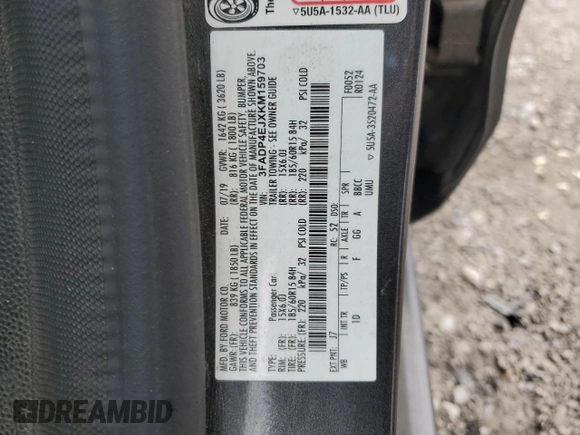 The
▽5U5A-1532-AA (TLU)
MFD. BY FORD MOTOR CO.
DATE: 07/19 GVWR: 1642 KG ( 3620 LB)
GAWR: (FR): 839 KG ( 1850 LB) (RR): 816 KG ( 1800 LB)
THIS VEHICLE CONFORMS TO ALL APPLICABLE FEDERAL MOTOR VEHICLE SAFETY, BUMPER,
AND THEFT PREVENTION STANDARDS IN EFFECT ON THE DATE OF MANUFACTURE SHOWN ABOVE.
VIN: 3FADP4EJXKM159703
TYPE: Passenger Car TRAILER TOWING - SEE OWNER GUIDE
RIM: (FR): 15X6.0J (RR): 15X6.0J
TIRE: (FR): 185/60R15 84H (RR): 185/60R15 84H
PRESSURE: (FR): 220 kPa/ 32 PSI COLD (RR): 220 kPa/ 32 PSI COLD
EXT PNT: J7 RC: 52 DSO: F0052
R0124
WB INT TR TP/PS R AXLE TR SPR
1D F GG A BBCC
UMU
▽5U5A-3520472-AA
DREAMBID